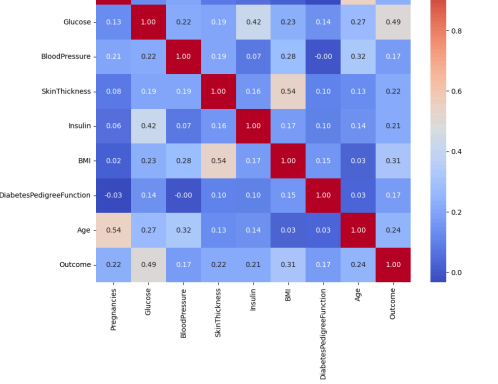 Glucose 0.13 1.00 0.22 0.19 0.42 0.23 0.14 0.27 0.49
BloodPressure 0.21 0.22 1.00 0.19 0.07 0.28 -0.00 0.32 0.17
SkinThickness 0.08 0.19 0.19 1.00 0.16 0.54 0.10 0.13 0.22
Insulin 0.06 0.42 0.07 0.16 1.00 0.17 0.10 0.14 0.21
BMI 0.02 0.23 0.28 0.54 0.17 1.00 0.15 0.03 0.31
DiabetesPedigreeFunction -0.03 0.14 -0.00 0.10 0.10 0.15 1.00 0.03 0.17
Age 0.54 0.27 0.32 0.13 0.14 0.03 0.03 1.00 0.24
Outcome 0.22 0.49 0.17 0.22 0.21 0.31 0.17 0.24 1.00
Pregnancies
Glucose
BloodPressure
SkinThickness
Insulin
BMI
DiabetesPedigreeFunction
Age
Outcome
0.8
0.6
0.4
0.2
0.0